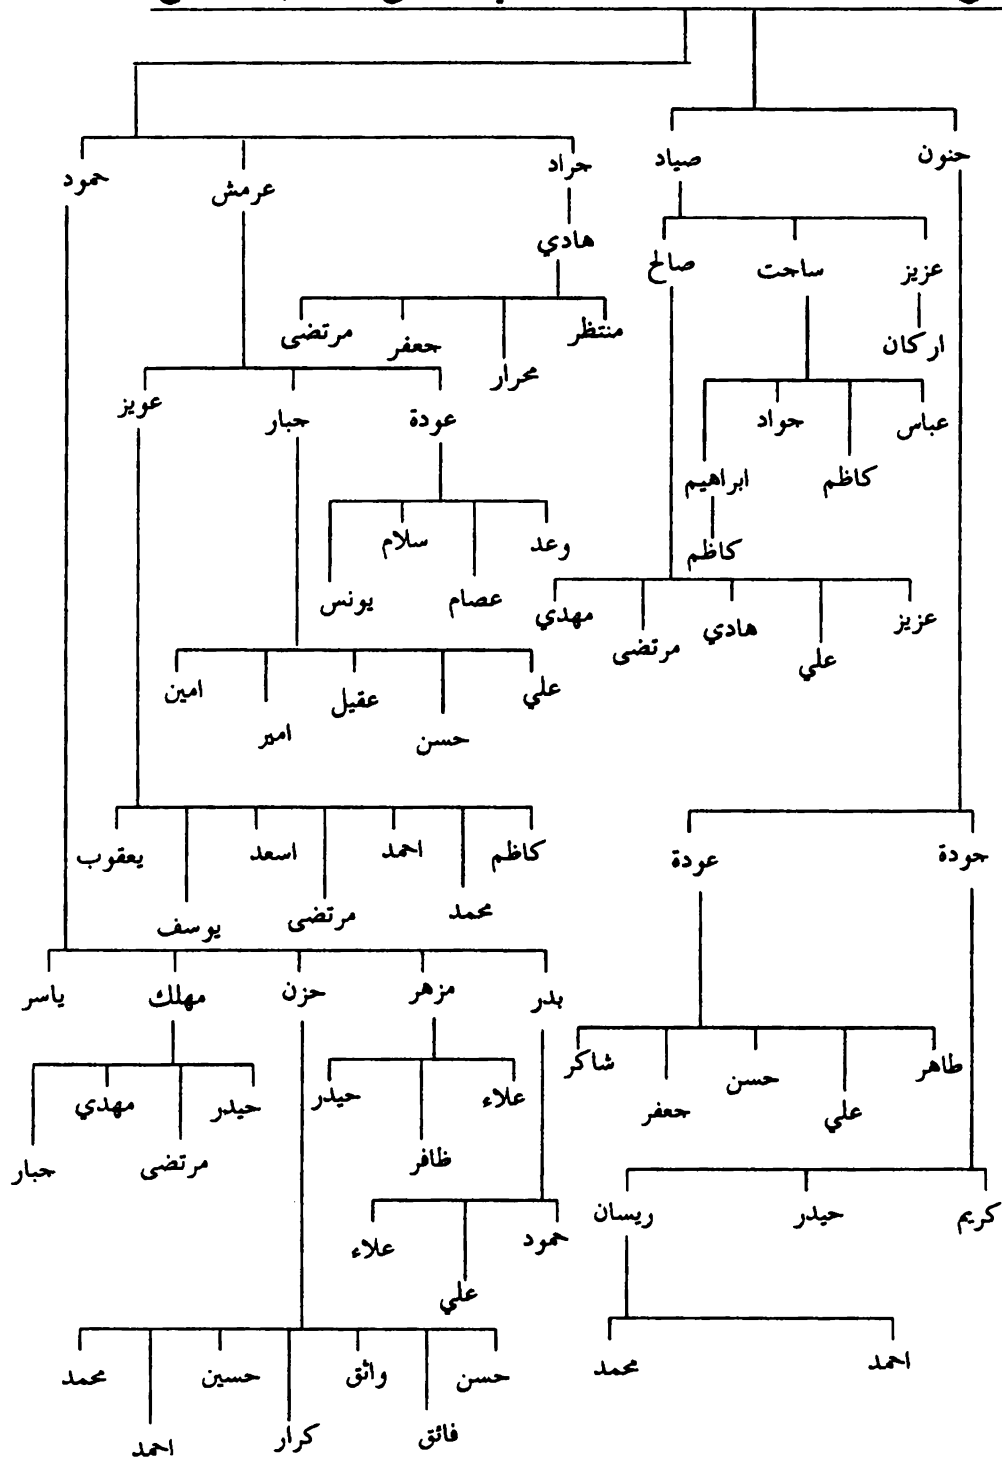 حنون صياد جراد عرمش حمود
هادي
عزيز ساجت صالح
منتظر محرار جعفر مرتضى
اركان
عودة جبار عويز
عباس كاظم جواد ابراهيم
كاظم
وعد عصام سلام يونس
عزيز علي هادي مرتضى مهدي
علي حسن عقيل امير امين
كاظم محمد احمد مرتضى اسعد يوسف يعقوب
جودة عودة
بدر مزهر حزن مهلك ياسر
طاهر علي حسن جعفر شاكر
علاء ظافر حيدر
حيدر مرتضى مهدي جبار
كريم حيدر ريسان
حمود علي علاء
احمد محمد
حسن فائق واثق كرار حسين احمد محمد